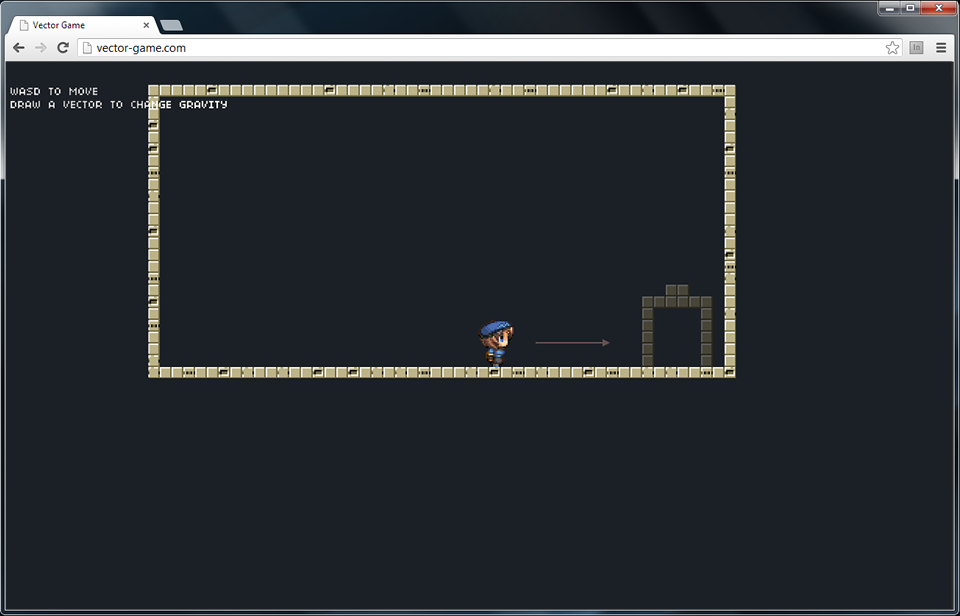 Vector Game
vector-game.com
WASD TO MOVE
DRAW A VECTOR TO CHANGE GRAVITY